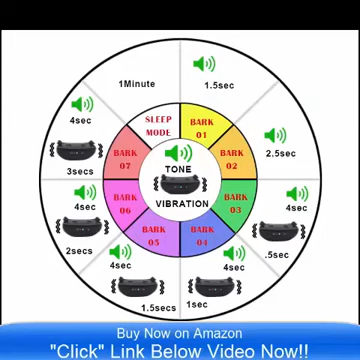 1Minute
1.5sec
4sec
SLEEP
MODE
BARK
01
2.5sec
BARK
07
BARK
02
3secs
TONE
4sec
BARK
06
BARK
03
4sec
VIBRATION
2secs
BARK
05
BARK
04
.5sec
4sec
4sec
1.5secs
1sec
Buy Now on Amazon
"Click" Link Below Video Now!!